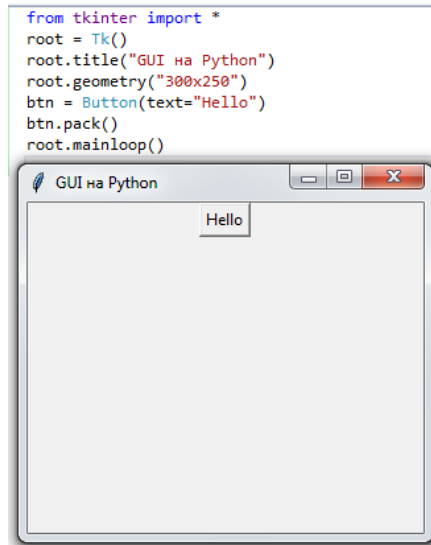 from tkinter import *
root = Tk()
root.title("GUI на Python")
root.geometry("300x250")
btn = Button(text="Hello")
btn.pack()
root.mainloop()
GUI на Python
Hello